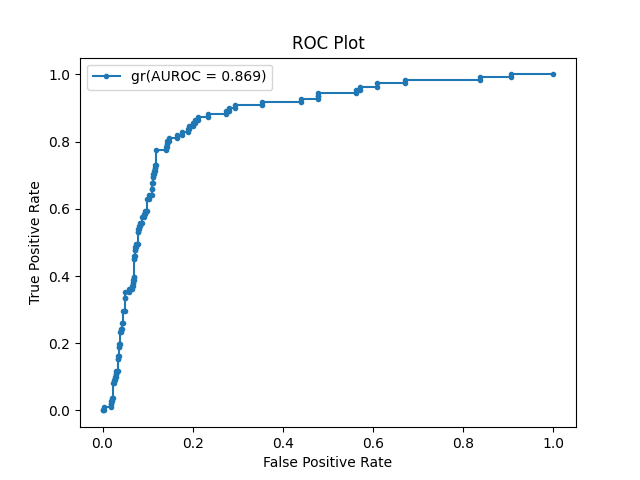 ROC Plot
gr(AUROC = 0.869)
1.0
0.8
0.6
0.4
0.2
0.0
True Positive Rate
0.0 0.2 0.4 0.6 0.8 1.0
False Positive Rate